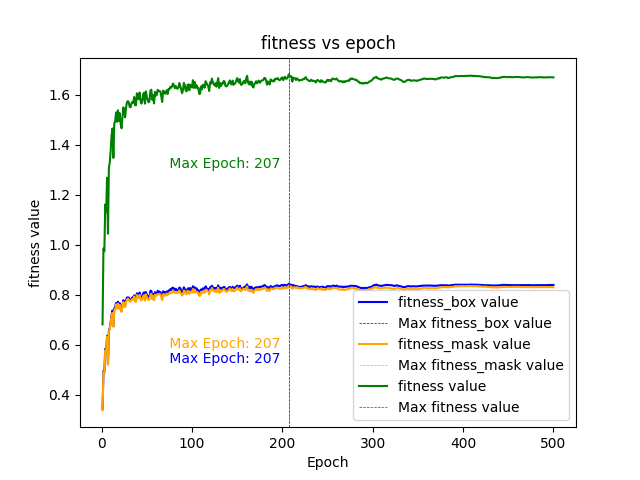 fitness vs epoch
fitness value
1.6
1.4
1.2
1.0
0.8
0.6
0.4
Max Epoch: 207
Max Epoch: 207
Max Epoch: 207
fitness_box value
Max fitness_box value
fitness_mask value
Max fitness_mask value
fitness value
Max fitness value
0
100
200
300
400
500
Epoch